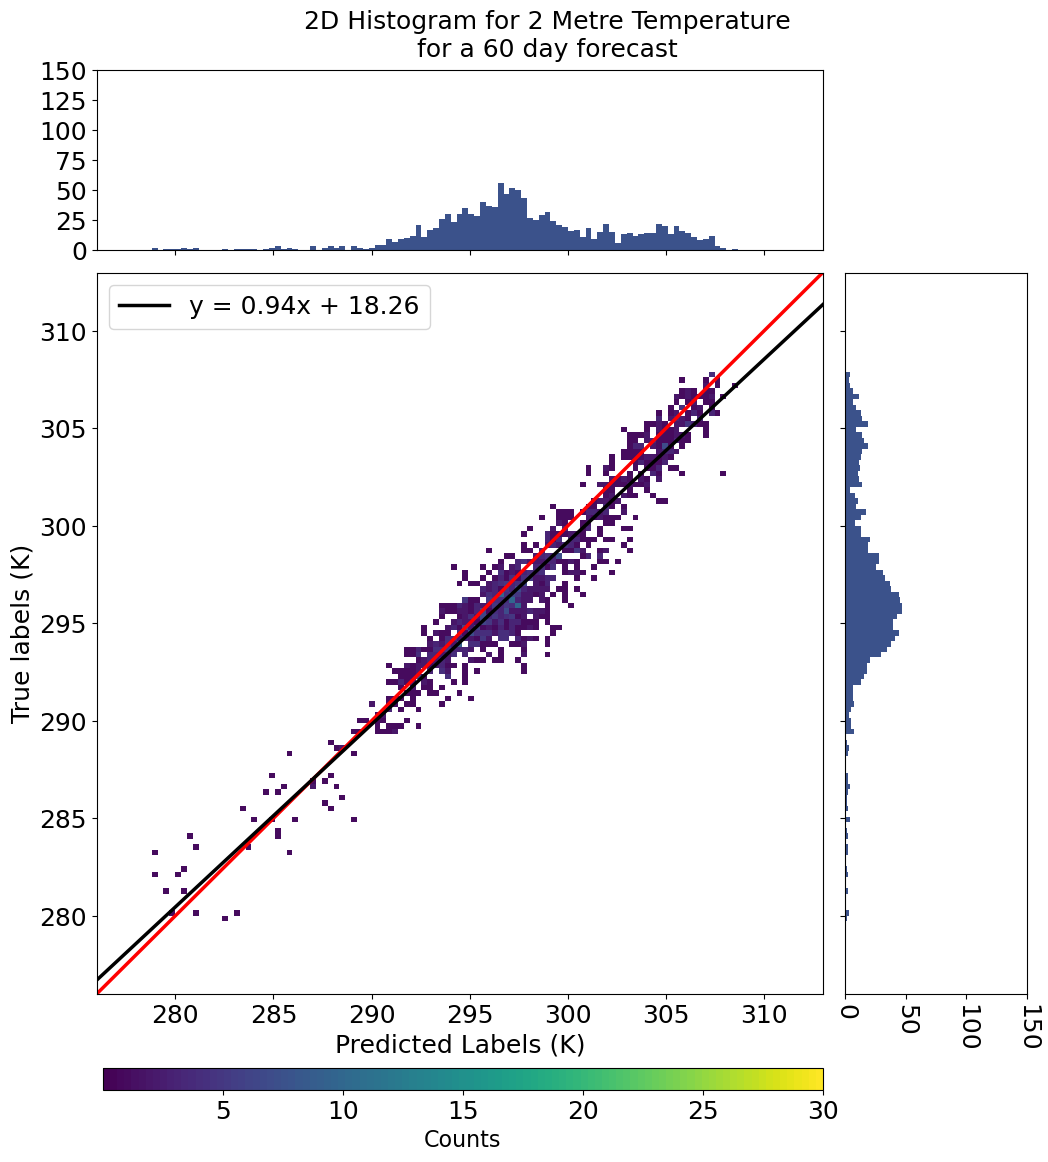 2D Histogram for 2 Metre Temperature
for a 60 day forecast
150
125
100
75
50
25
0
y = 0.94x + 18.26
310
305
300
295
290
285
280
True labels (K)
280 285 290 295 300 305 310
Predicted Labels (K)
0 50 100 150
5 10 15 20 25 30
Counts